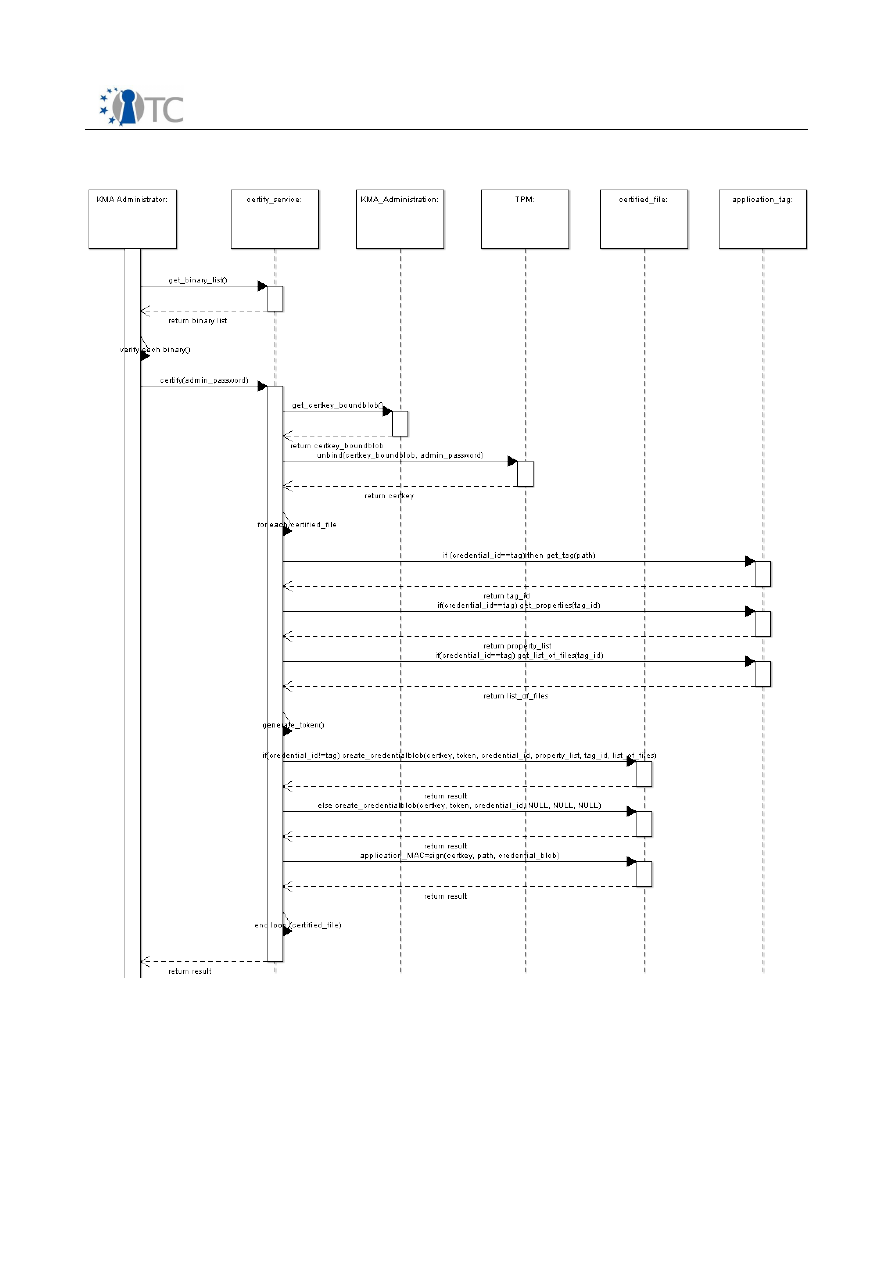 TC
KMA Administrator:
certify_service:
KMA_Administration:
TPM:
certified_file:
application_tag:
get_binary_list()
return binary list
verify each binary()
certify(admin_password)
get_certkey_boundblob()
return certkey_boundblob
unbind(certkey_boundblob, admin_password)
return certkey
for each certified_file
if (credential_id==tag)then get_tag(path)
return tag_id
if(credential_id==tag) get_properties(tag_id)
return property_list
if(credential_id==tag) get_list_of_files(tag_id)
return list_of_files
generate_token()
if(credential_id!=tag) create_credentialblob(certkey, token, credential_id, property_list, tag_id, list_of_files)
return result
else create_credentialblob(certkey, token, credential_id, NULL, NULL, NULL)
return result
application_MAC=sign(certkey, path, credential_blob)
return result
end loop (certified_file)
return result